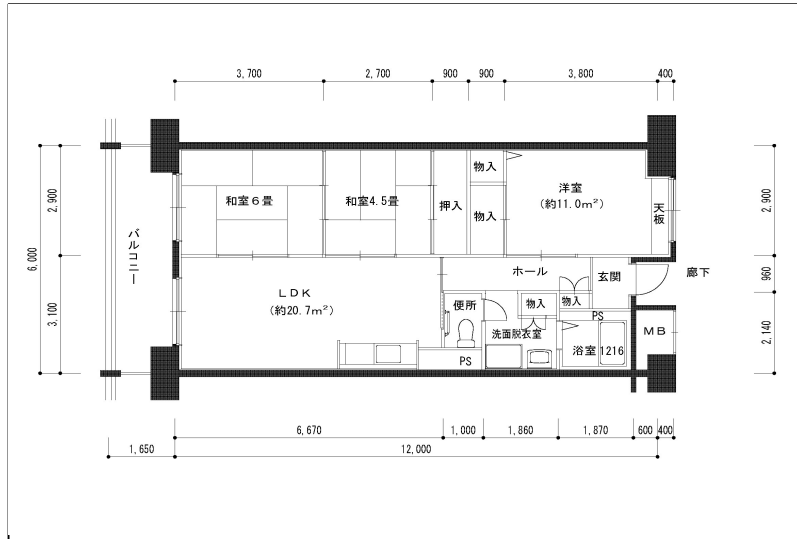 3,700
2,700
900
900
3,800
400
物入
和室６畳
和室4.5畳
押入
物入
洋室
（約11.0m²）
天板
2,900
6,000
3,100
バルコニー
2,900
960
2,140
ホール
玄関
廊下
ＬＤＫ
（約20.7m²）
便所
物入
物入
PS
洗面脱衣室
浴室
1216
ＭＢ
PS
6,670
1,000
1,860
1,870
600
400
1,650
12,000